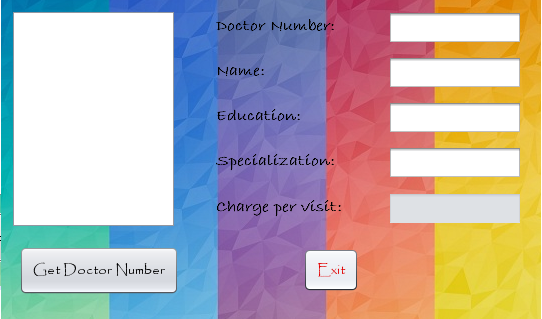 Doctor Number:
Name:
Education:
Specialization:
Charge per visit:
Get Doctor Number
Exit